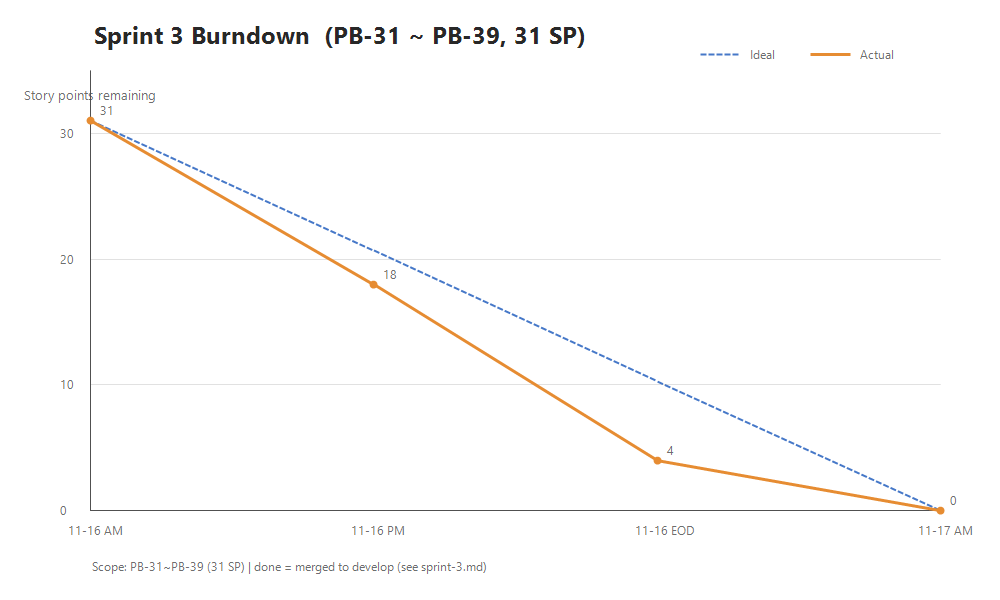 Sprint 3 Burndown  (PB-31 ~ PB-39, 31 SP)
Ideal
Actual
Story points remaining
31
30
20
18
10
4
0
0
11-16 AM
11-16 PM
11-16 EOD
11-17 AM
Scope: PB-31~PB-39 (31 SP) | done = merged to develop (see sprint-3.md)